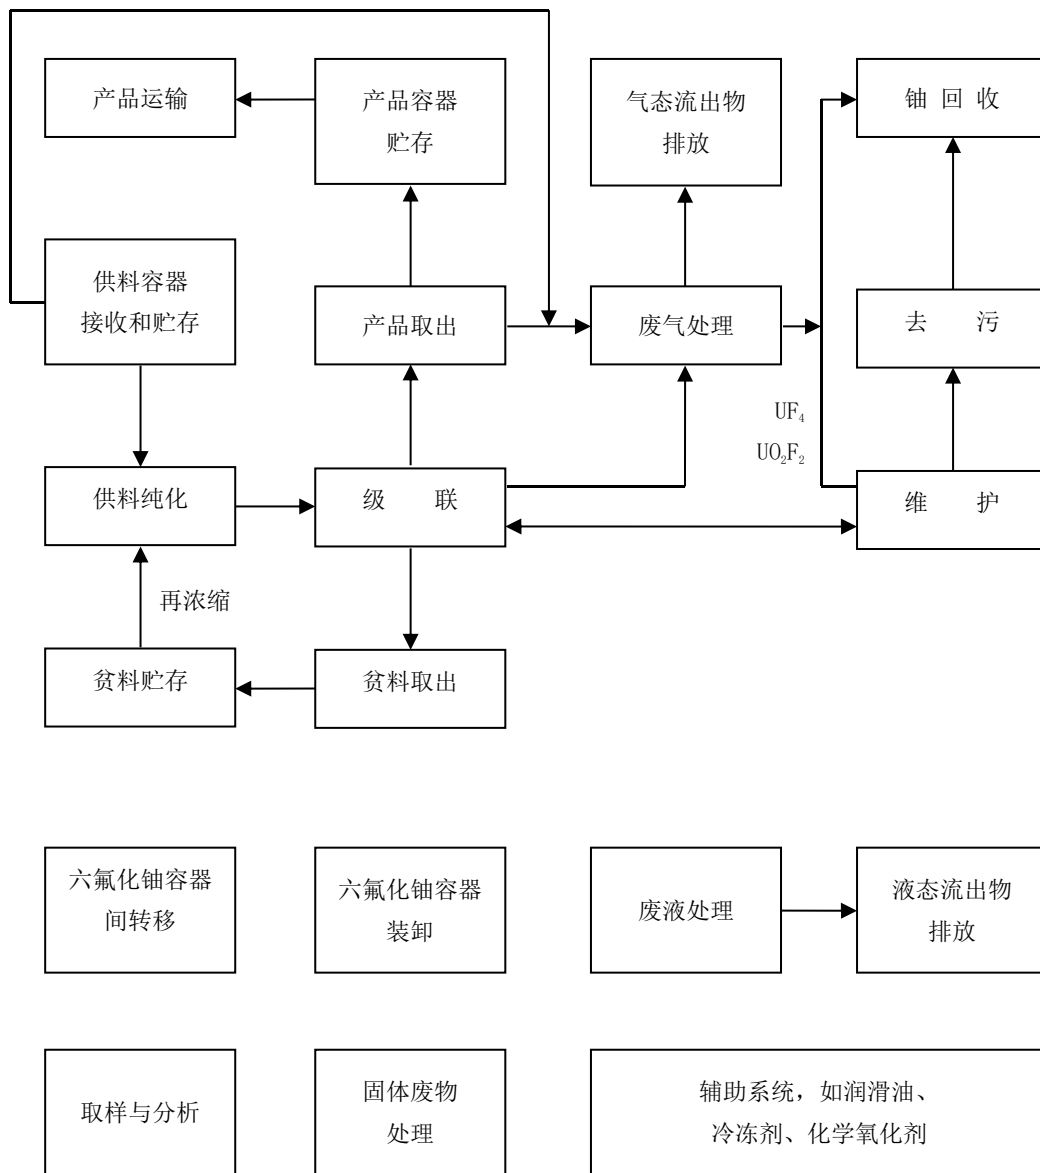 产品运输
产品容器
贮存
气态流出物
排放
铀 回 收
供料容器
接收和贮存
产品取出
废气处理
去 污
UF₄
UO₂F₂
供料纯化
级 联
维 护
再浓缩
贫料贮存
贫料取出
六氟化铀容器
间转移
六氟化铀容器
装卸
废液处理
液态流出物
排放
取样与分析
固体废物
处理
辅助系统，如润滑油、
冷冻剂、化学氧化剂